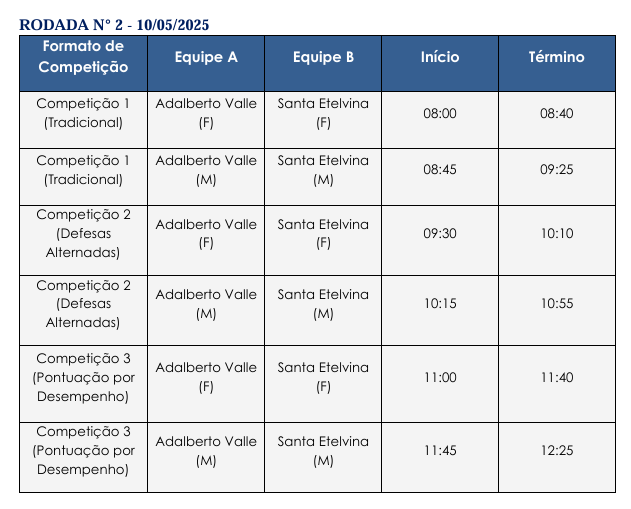 RODADA N° 2 - 10/05/2025
Formato de Competição Equipe A Equipe B Início Término
Competição 1 (Tradicional) Adalberto Valle (F) Santa Etelvina (F) 08:00 08:40
Competição 1 (Tradicional) Adalberto Valle (M) Santa Etelvina (M) 08:45 09:25
Competição 2 (Defesas Alternadas) Adalberto Valle (F) Santa Etelvina (F) 09:30 10:10
Competição 2 (Defesas Alternadas) Adalberto Valle (M) Santa Etelvina (M) 10:15 10:55
Competição 3 (Pontuação por Desempenho) Adalberto Valle (F) Santa Etelvina (F) 11:00 11:40
Competição 3 (Pontuação por Desempenho) Adalberto Valle (M) Santa Etelvina (M) 11:45 12:25